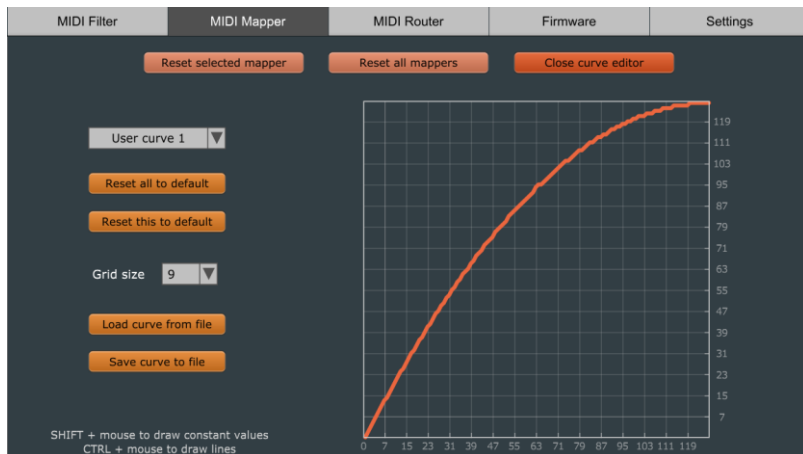 MIDI Filter
MIDI Mapper
MIDI Router
Firmware
Settings
Reset selected mapper
Reset all mappers
Close curve editor
User curve 1
Reset all to default
Reset this to default
Grid size 9
Load curve from file
Save curve to file
SHIFT + mouse to draw constant values
CTRL + mouse to draw lines
119
111
103
95
87
79
71
63
55
47
39
31
23
15
7
0 7 15 23 31 39 47 55 63 71 79 87 95 103 111 119